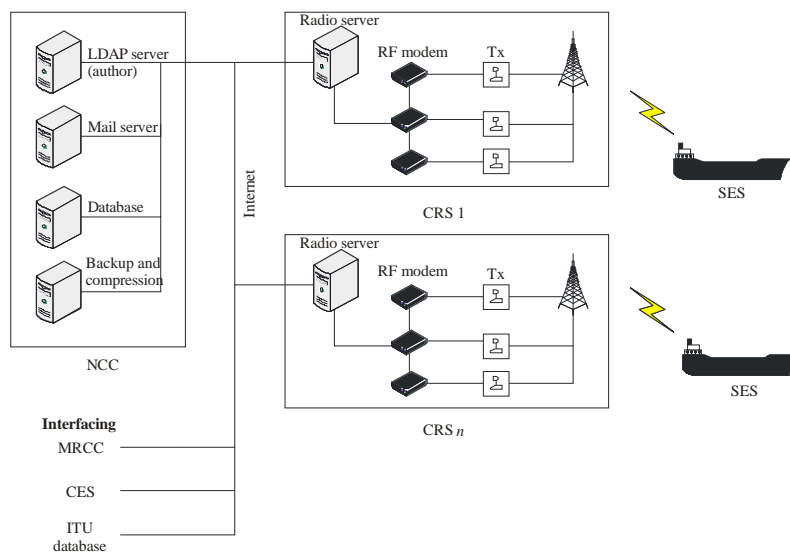 LDAP server
(author)
Mail server
Database
Backup and
compression
NCC
Internet
Radio server
RF modem
Tx
CRS 1
SES
Radio server
RF modem
Tx
CRS n
SES
Interfacing
MRCC
CES
ITU
database